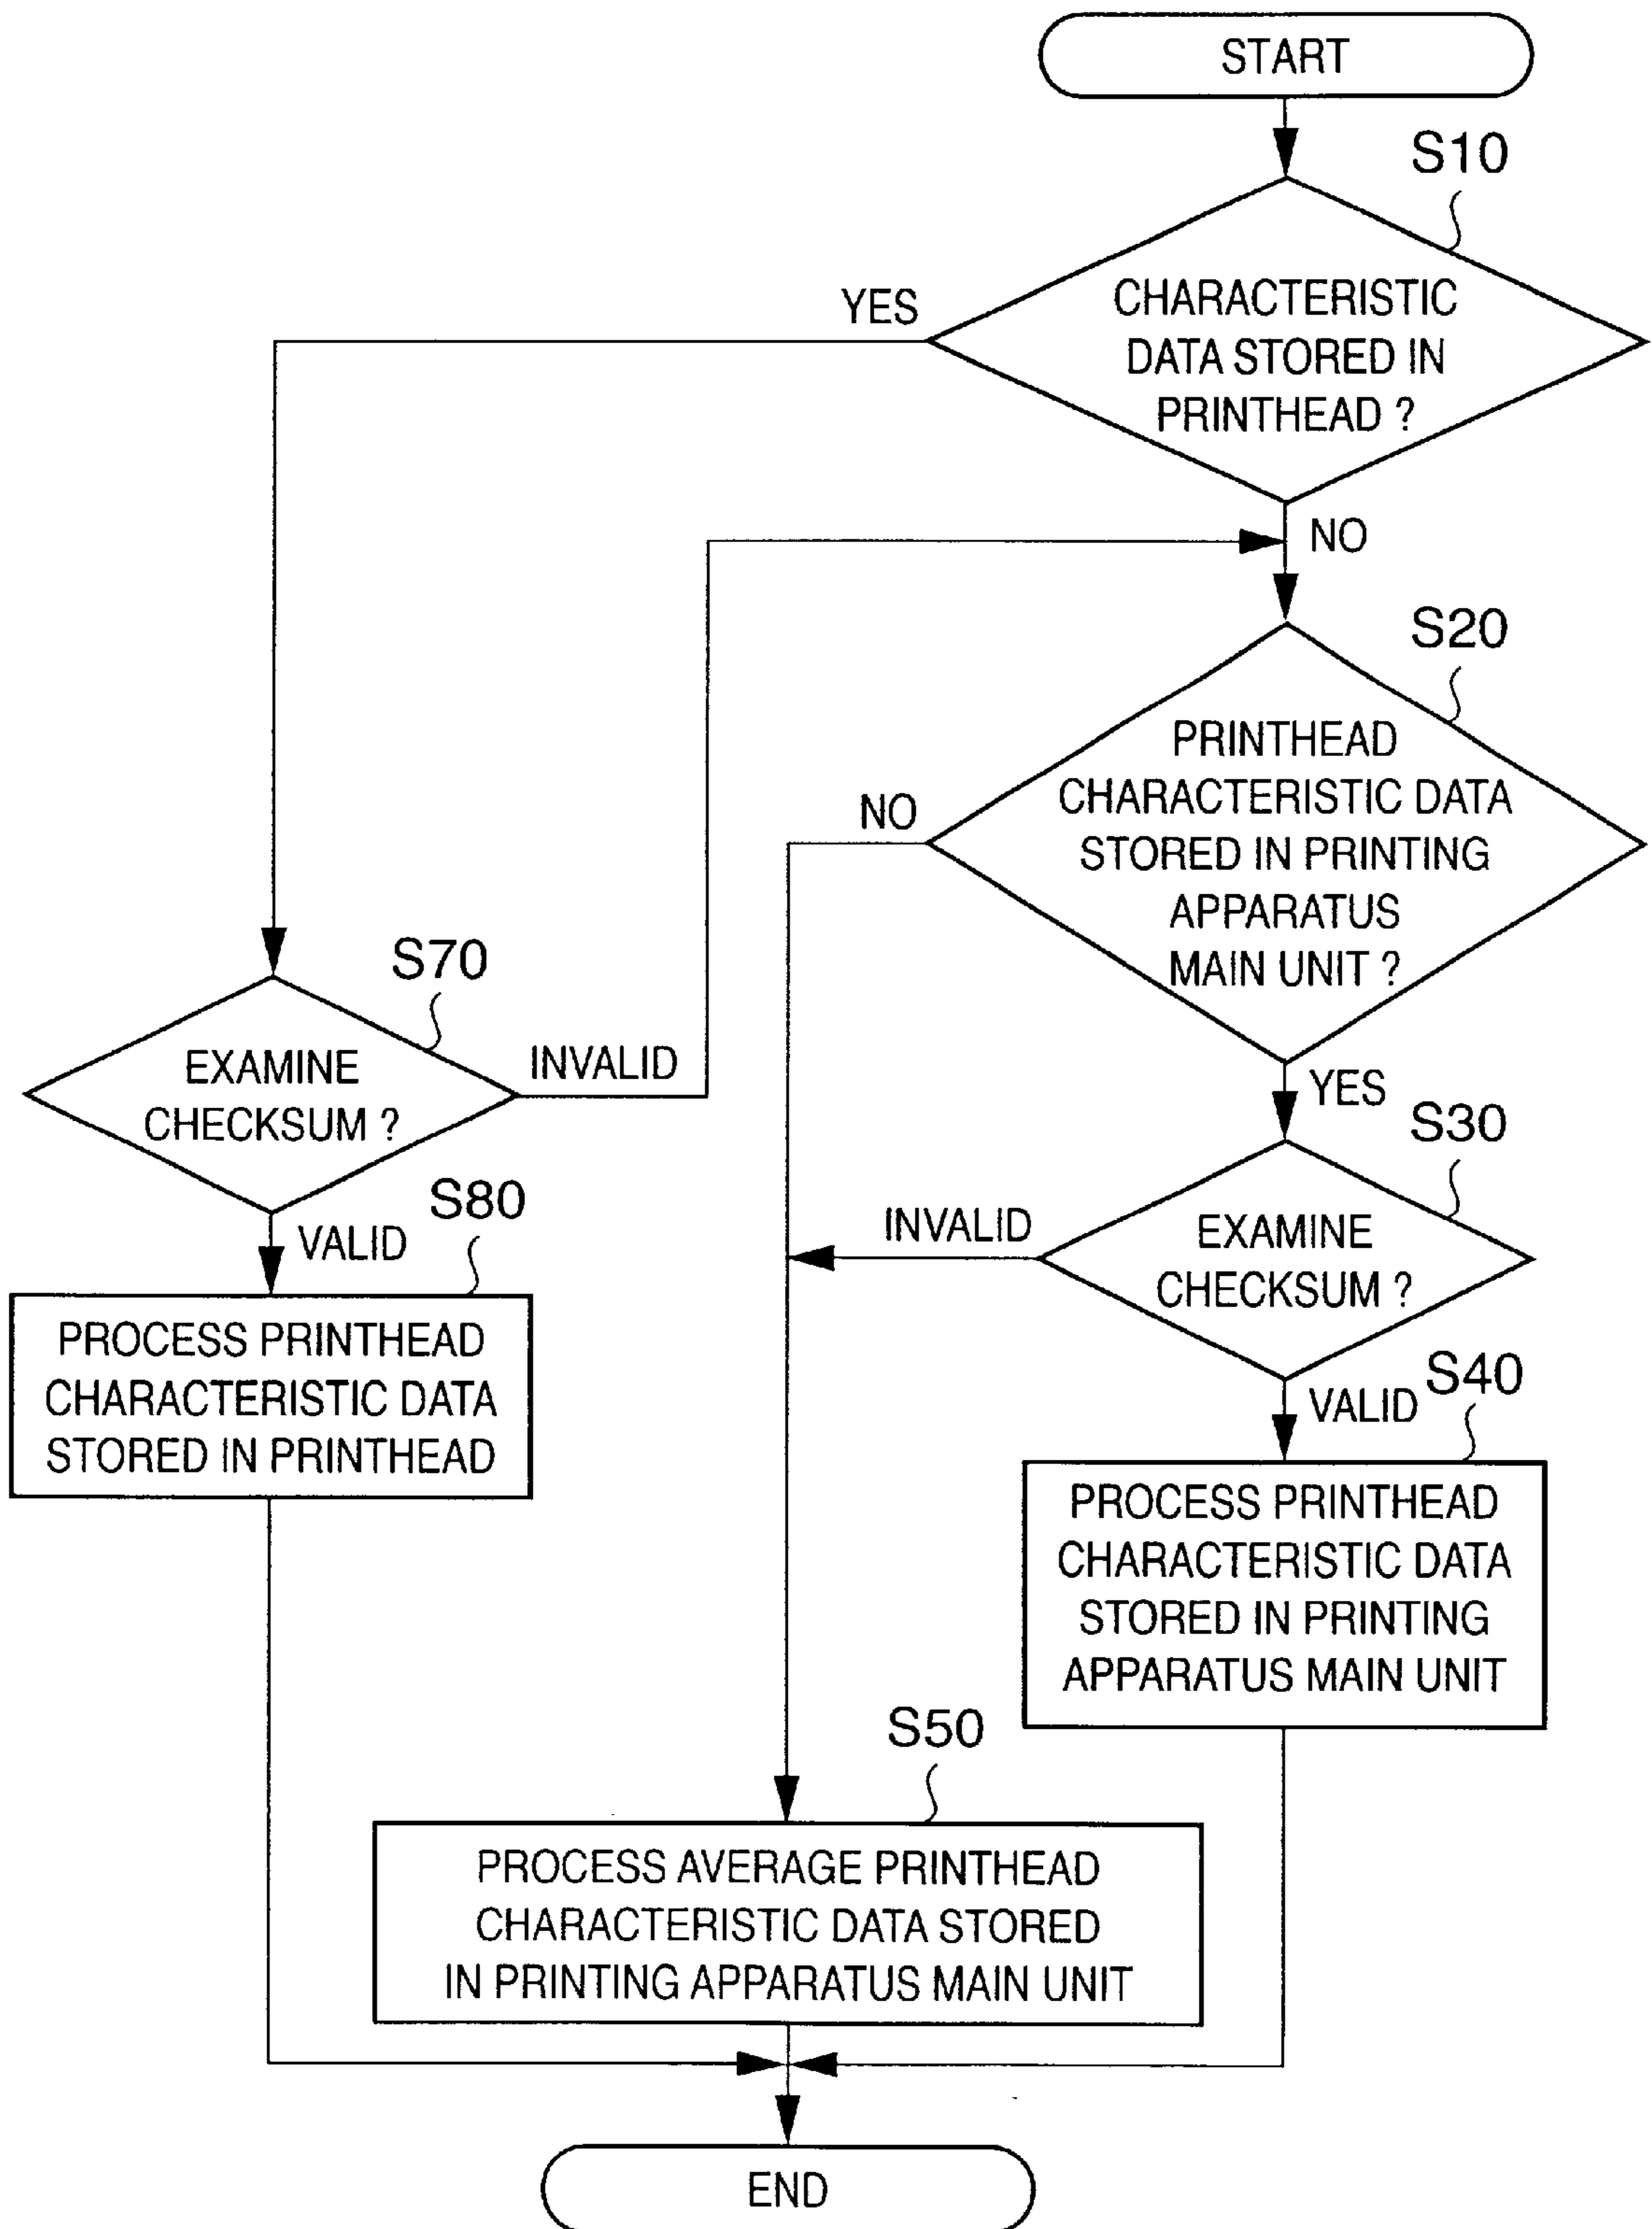 START
S10
CHARACTERISTIC
DATA STORED IN
PRINTHEAD ?
YES
NO
S20
PRINTHEAD
CHARACTERISTIC DATA
STORED IN PRINTING
APPARATUS
MAIN UNIT ?
NO
YES
S70
EXAMINE
CHECKSUM ?
INVALID
VALID
S30
EXAMINE
CHECKSUM ?
INVALID
VALID
S80
PROCESS PRINTHEAD
CHARACTERISTIC DATA
STORED IN PRINTHEAD
S40
PROCESS PRINTHEAD
CHARACTERISTIC DATA
STORED IN PRINTING
APPARATUS MAIN UNIT
S50
PROCESS AVERAGE PRINTHEAD
CHARACTERISTIC DATA STORED
IN PRINTING APPARATUS MAIN UNIT
END